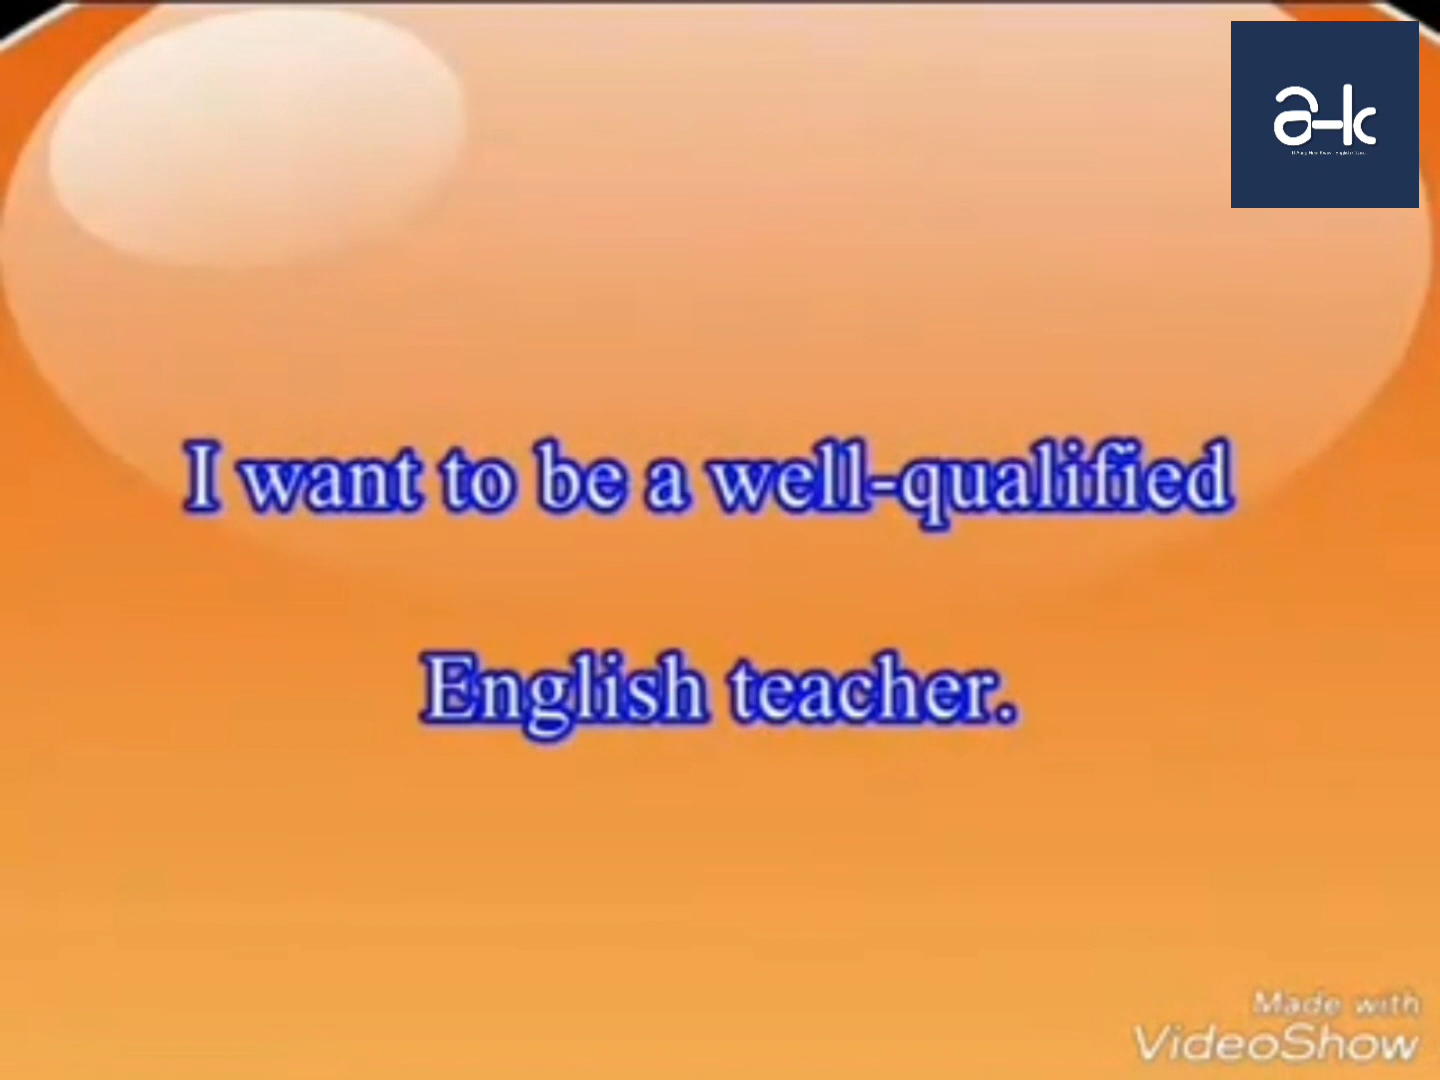 a-k
I want to be a well-qualified
English teacher.
Made with
VideoShow